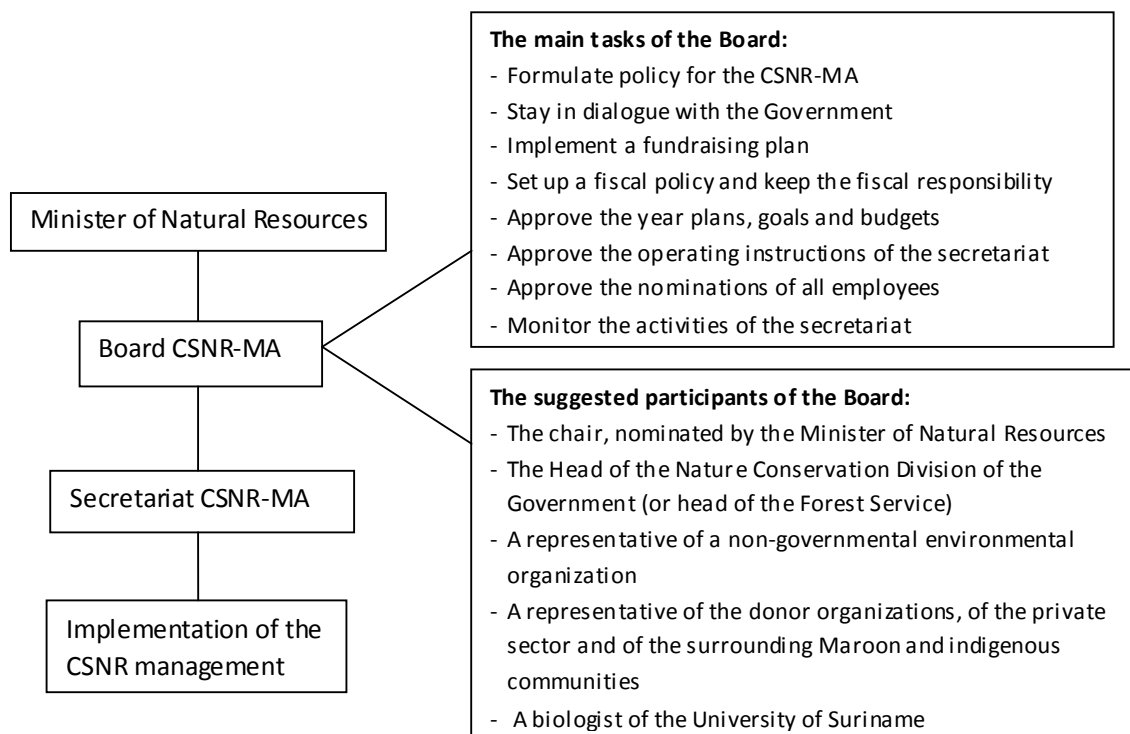 Minister of Natural Resources
Board CSNR-MA
Secretariat CSNR-MA
Implementation of the
CSNR management
The main tasks of the Board:
- Formulate policy for the CSNR-MA
- Stay in dialogue with the Government
- Implement a fundraising plan
- Set up a fiscal policy and keep the fiscal responsibility
- Approve the year plans, goals and budgets
- Approve the operating instructions of the secretariat
- Approve the nominations of all employees
- Monitor the activities of the secretariat
The suggested participants of the Board:
- The chair, nominated by the Minister of Natural Resources
- The Head of the Nature Conservation Division of the
Government (or head of the Forest Service)
- A representative of a non-governmental environmental
organization
- A representative of the donor organizations, of the private
sector and of the surrounding Maroon and indigenous
communities
- A biologist of the University of Suriname